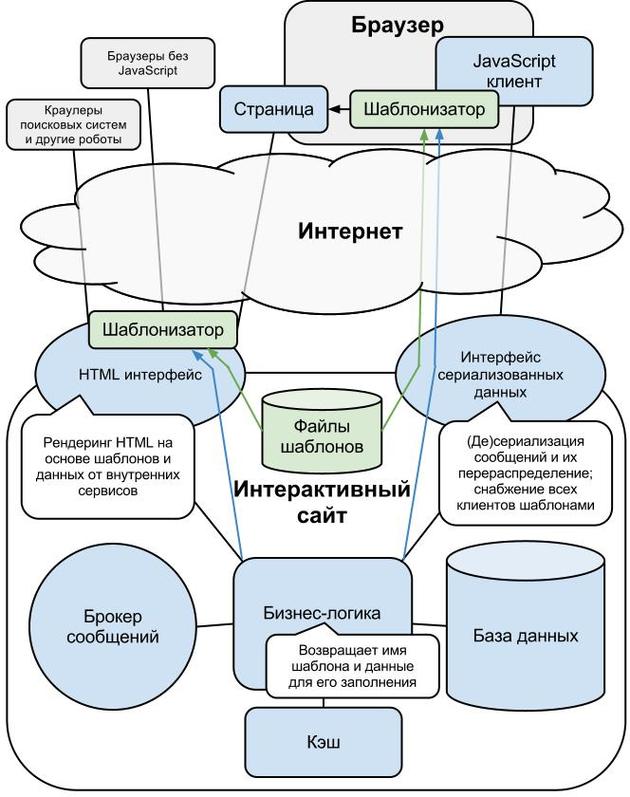 Браузер
Браузеры без
JavaScript
JavaScript
клиент
Краулеры
поисковых систем
и другие роботы
Страница
Шаблонизатор
Интернет
Шаблонизатор
HTML интерфейс
Интерфейс
сериализованных
данных
Файлы
шаблонов
Рендеринг HTML на
основе шаблонов и
данных от внутренних
сервисов
(Де)сериализация
сообщений и их
перераспределение;
снабжение всех
клиентов шаблонами
Интерактивный
сайт
Брокер
сообщений
Бизнес-логика
База данных
Возвращает имя
шаблона и данные
для его заполнения
Кэш